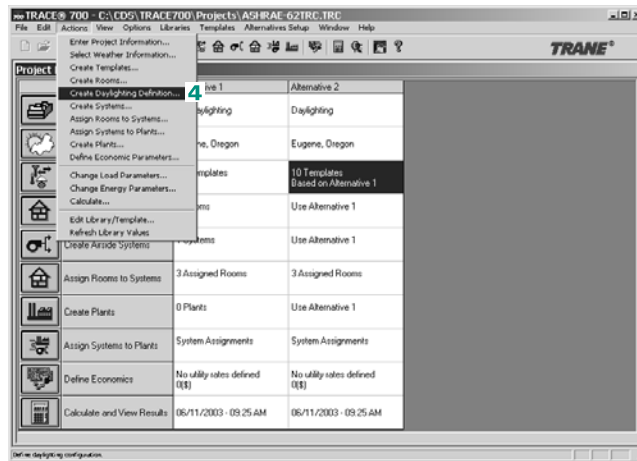 TRACE® 700 - C:\CDS\TRACE700\Projects\ASHRAE-62TRC.TRC
File Edit Actions View Options Libraries Templates Alternatives Setup Window Help
TRANE®
Enter Project Information...
Select Weather Information...
Create Templates...
Create Rooms...
Create Daylighting Definition... 4
Create Systems...
Assign Rooms to Systems...
Assign Systems to Plants...
Create Plants...
Define Economic Parameters...
Change Load Parameters...
Change Energy Parameters...
Calculate...
Edit Library/Template...
Refresh Library Values
Project
ive 1 Alternative 2
aylighting Daylighting
ne, Oregon Eugene, Oregon
mplates 10 Templates
Based on Alternative 1
oms Use Alternative 1
Create Airside Systems ystems Use Alternative 1
Assign Rooms to Systems 3 Assigned Rooms 3 Assigned Rooms
Create Plants 0 Plants Use Alternative 1
Assign Systems to Plants System Assignments System Assignments
Define Economics No utility rates defined No utility rates defined
0($) 0($)
Calculate and View Results 06/11/2003 - 09:25 AM 06/11/2003 - 09:25 AM
Define daylighting configuration.